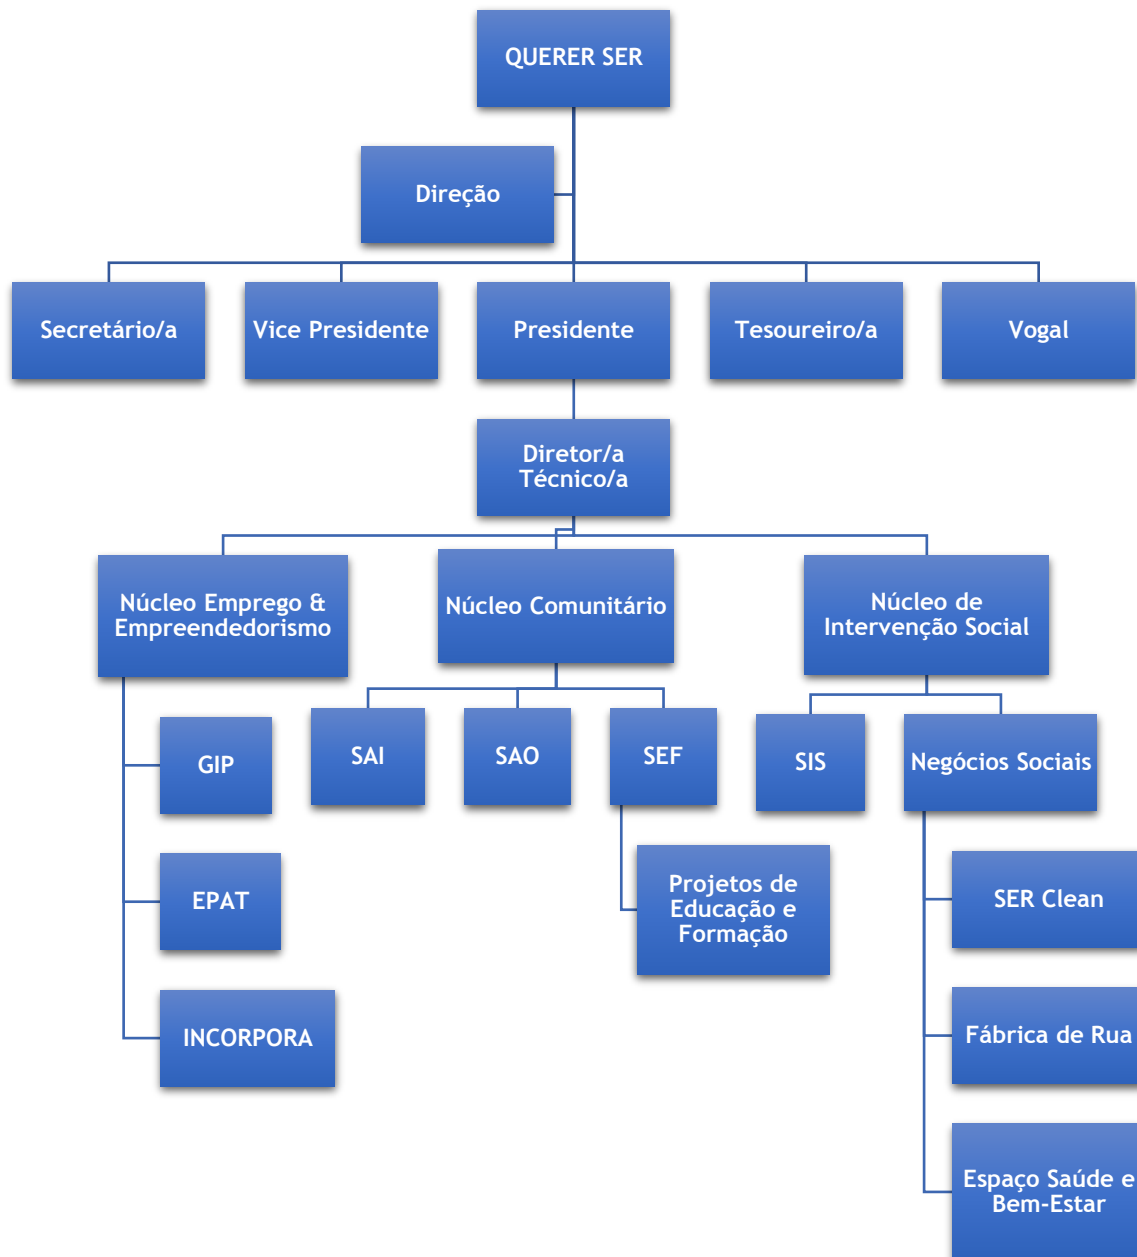 QUERER SER
Direção
Secretário/a
Vice Presidente
Presidente
Tesoureiro/a
Vogal
Diretor/a
Técnico/a
Núcleo Emprego &
Empreendedorismo
Núcleo Comunitário
Núcleo de
Intervenção Social
GIP
EPAT
INCORPORA
SAI
SAO
SEF
Projetos de
Educação e
Formação
SIS
Negócios Sociais
SER Clean
Fábrica de Rua
Espaço Saúde e
Bem-Estar